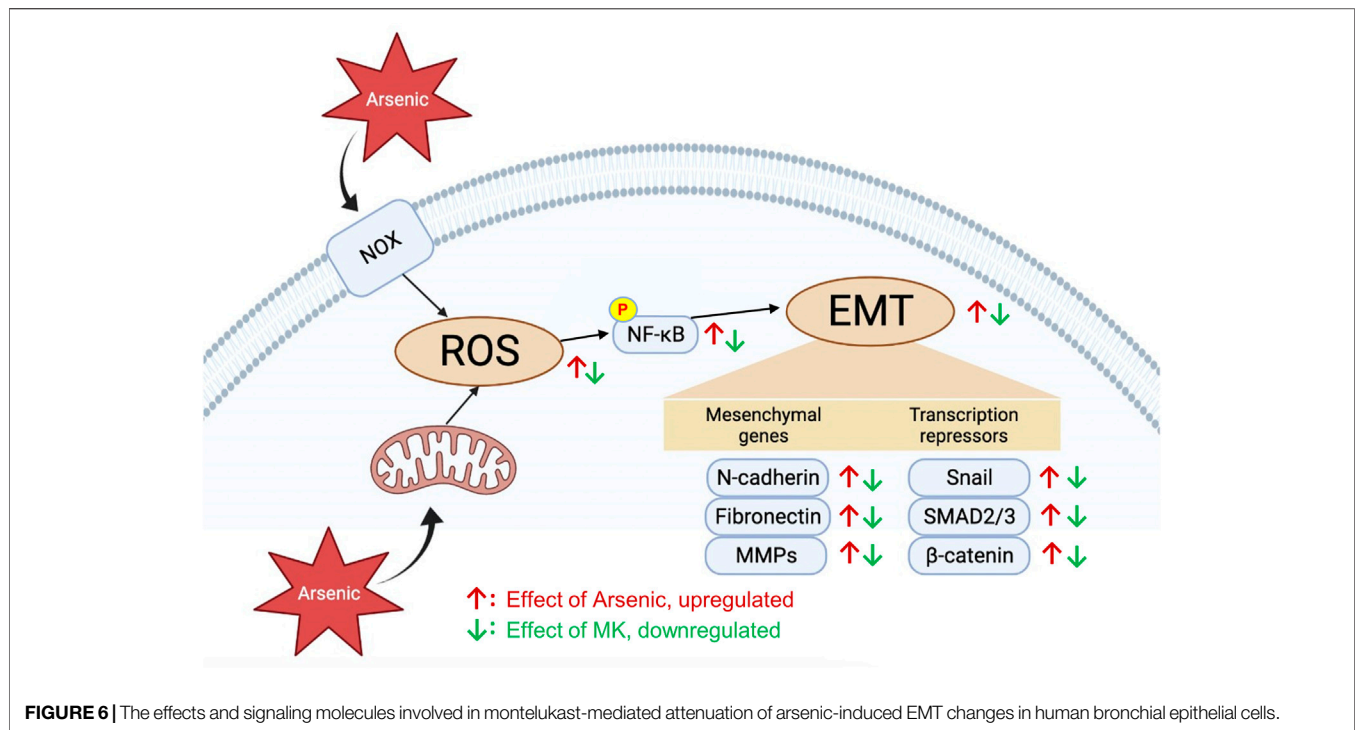 Arsenic
NOX
ROS
P
NF-κB
↑↓
↑↓
EMT
↑↓
Mesenchymal
genes
Transcription
repressors
N-cadherin ↑↓ Snail ↑↓
Fibronectin ↑↓ SMAD2/3 ↑↓
MMPs ↑↓ β-catenin ↑↓
Arsenic
↑: Effect of Arsenic, upregulated
↓: Effect of MK, downregulated
FIGURE 6 | The effects and signaling molecules involved in montelukast-mediated attenuation of arsenic-induced EMT changes in human bronchial epithelial cells.